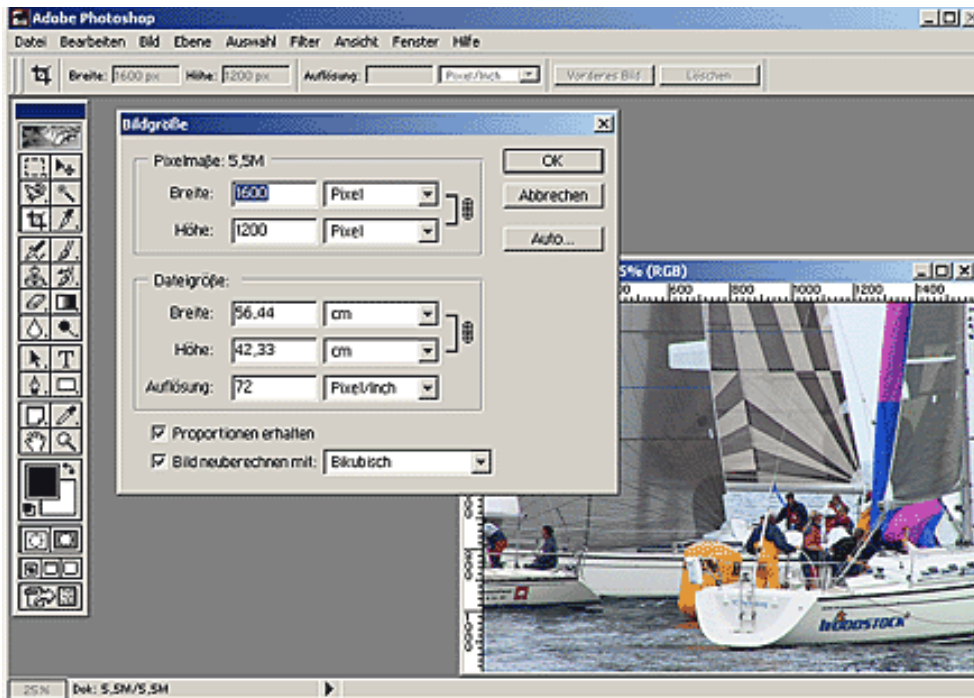 Adobe Photoshop
Datei Bearbeiten Bild Ebene Auswahl Filter Ansicht Fenster Hilfe
Breite: 1600 px Höhe: 1200 px Auflösung: Pixel/Inch Vorderes Bild Löschen
Bildgröße
Pixelmaße: 5,5M
OK
Breite: 1600 Pixel
Abbrechen
Höhe: 1200 Pixel
Auto...
Dateigröße:
Breite: 56,44 cm
Höhe: 42,33 cm
Auflösung: 72 Pixel/Inch
Proportionen erhalten
Bild neuberechnen mit: Bikubisch
5% (RGB)
600 800 1000 1200 1400
T
WOODSTOCK
25% Dok: 5,5M/5,5M